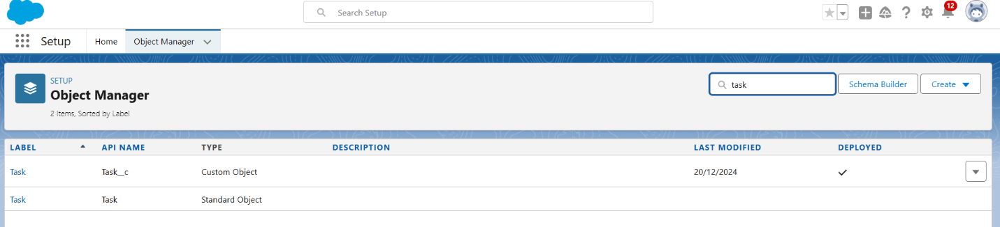 Search Setup
12
Setup Home Object Manager
SETUP
Object Manager
2 Items, Sorted by Label
task Schema Builder Create
LABEL API NAME TYPE DESCRIPTION LAST MODIFIED DEPLOYED
Task Task__c Custom Object 20/12/2024
Task Task Standard Object